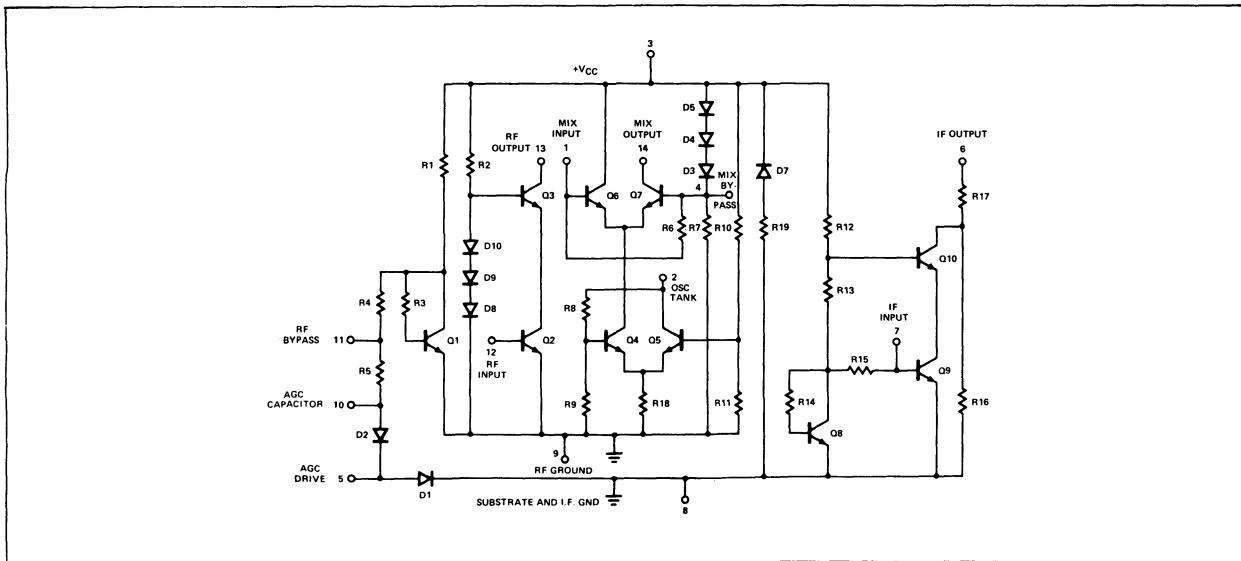 3
+VCC
D5
MIX
INPUT
MIX
OUTPUT
RF
OUTPUT
IF OUTPUT
13
1
14
6
R1
R2
D4
D3
D7
4
MIX
BY-
PASS
Q3
Q6
Q7
R17
R6
R7
R10
R19
R12
D10
Q10
2
OSC
TANK
D9
R13
R4
R3
R8
D8
IF
INPUT
RF
BYPASS
11
Q1
Q2
Q4
Q5
7
12
RF
INPUT
R15
R5
Q9
AGC
CAPACITOR
10
R9
R18
R11
R14
R16
Q8
D2
9
RF GROUND
AGC
DRIVE
5
D1
SUBSTRATE AND I.F. GND
8